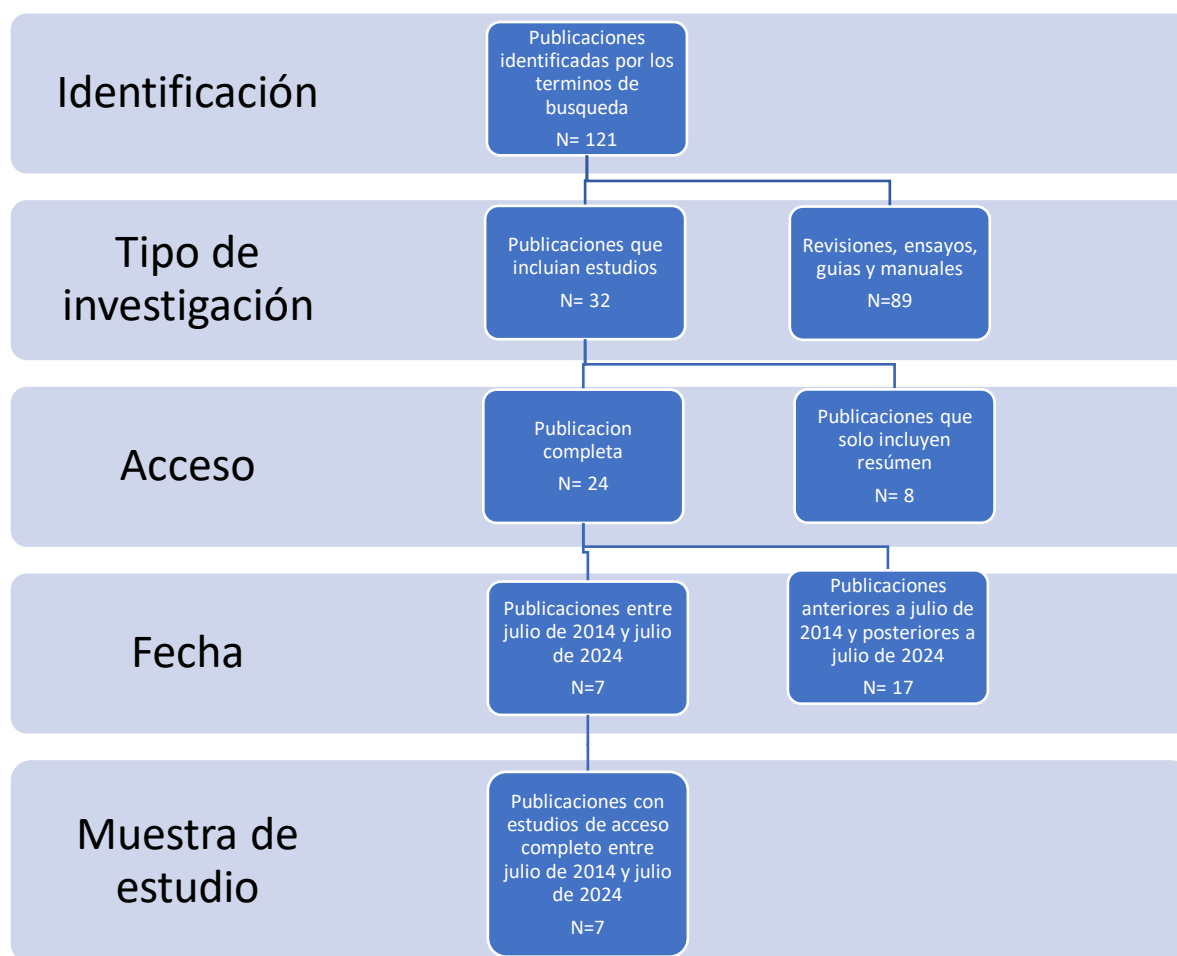 Identificación
Publicaciones
identificadas por los
terminos de
busqueda
N= 121
Tipo de
investigación
Publicaciones que
incluian estudios
N= 32
Revisiones, ensayos,
guias y manuales
N=89
Acceso
Publicacion
completa
N= 24
Publicaciones que
solo incluyen
resúmen
N= 8
Fecha
Publicaciones entre
julio de 2014 y julio
de 2024
N=7
Publicaciones
anteriores a julio de
2014 y posteriores a
julio de 2024
N= 17
Muestra de
estudio
Publicaciones con
estudios de acceso
completo entre
julio de 2014 y julio
de 2024
N=7